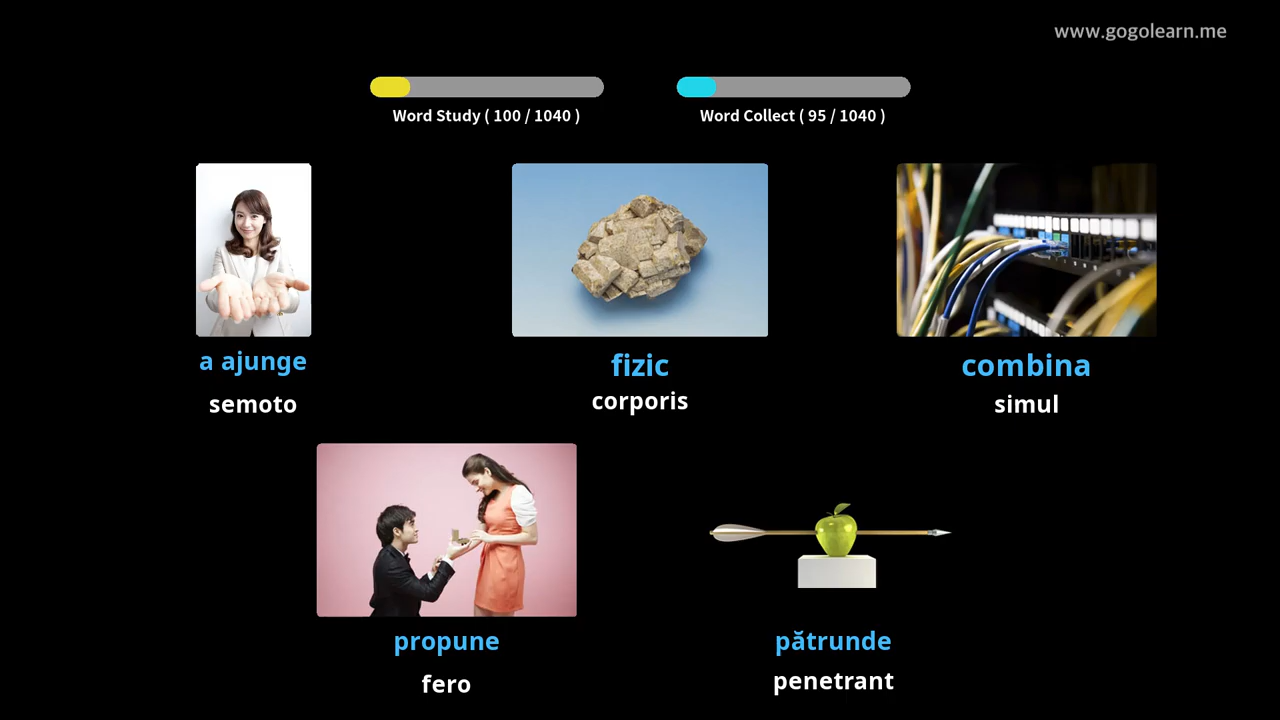 www.gogolearn.me
Word Study ( 100 / 1040 )
Word Collect ( 95 / 1040 )
a ajunge
semoto
fizic
corporis
combina
simul
propune
fero
pătrunde
penetrant